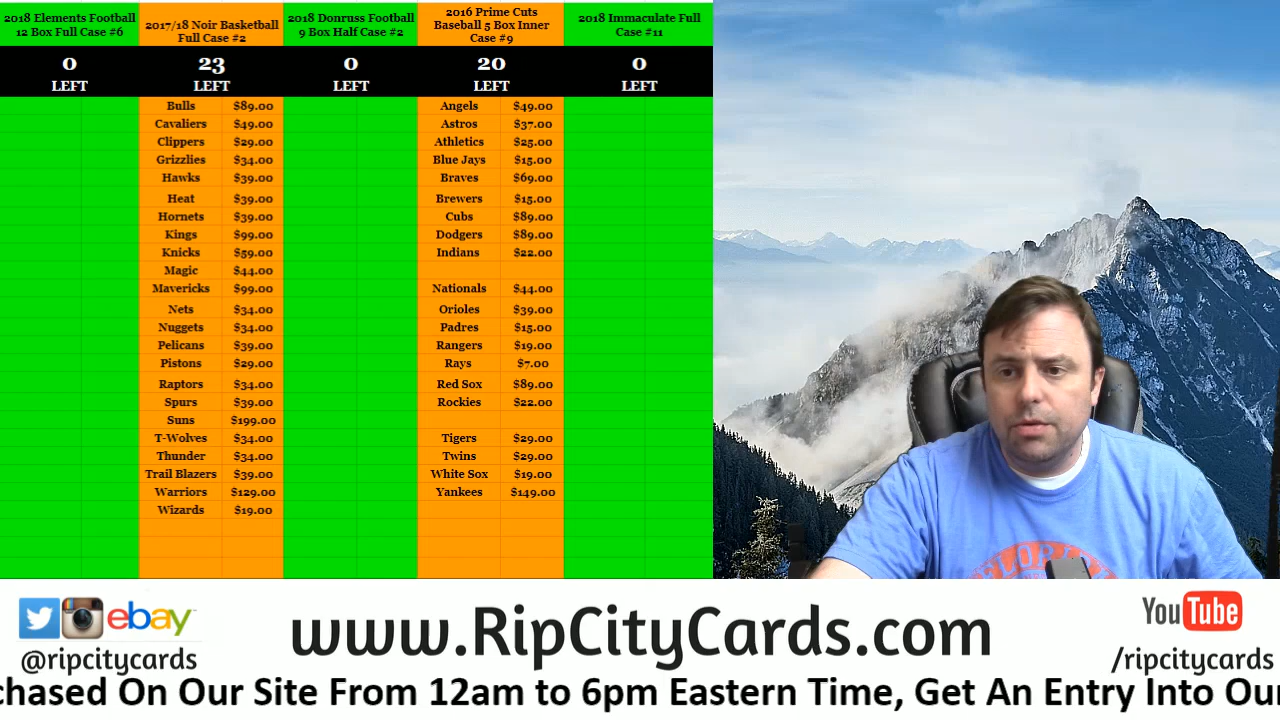 2018 Elements Football
12 Box Full Case #6
2017/18 Noir Basketball
Full Case #2
2018 Donruss Football
9 Box Half Case #2
2016 Prime Cuts
Baseball 5 Box Inner
Case #9
2018 Immaculate Full
Case #11
0 23 0 20 0
LEFT LEFT LEFT LEFT LEFT
Bulls $89.00 Angels $49.00
Cavaliers $49.00 Astros $37.00
Clippers $29.00 Athletics $25.00
Grizzlies $34.00 Blue Jays $15.00
Hawks $39.00 Braves $69.00
Heat $39.00 Brewers $15.00
Hornets $39.00 Cubs $89.00
Kings $99.00 Dodgers $89.00
Knicks $59.00 Indians $22.00
Magic $44.00
Mavericks $99.00 Nationals $44.00
Nets $34.00 Orioles $39.00
Nuggets $34.00 Padres $15.00
Pelicans $39.00 Rangers $19.00
Pistons $29.00 Rays $7.00
Raptors $34.00 Red Sox $89.00
Spurs $39.00 Rockies $22.00
Suns $199.00
T-Wolves $34.00 Tigers $29.00
Thunder $34.00 Twins $29.00
Trail Blazers $39.00 White Sox $19.00
Warriors $129.00 Yankees $149.00
Wizards $19.00
FLORIDA
ebay
www.RipCityCards.com
YouTube
@ripcitycards
/ripcitycards
chased On Our Site From 12am to 6pm Eastern Time, Get An Entry Into Our